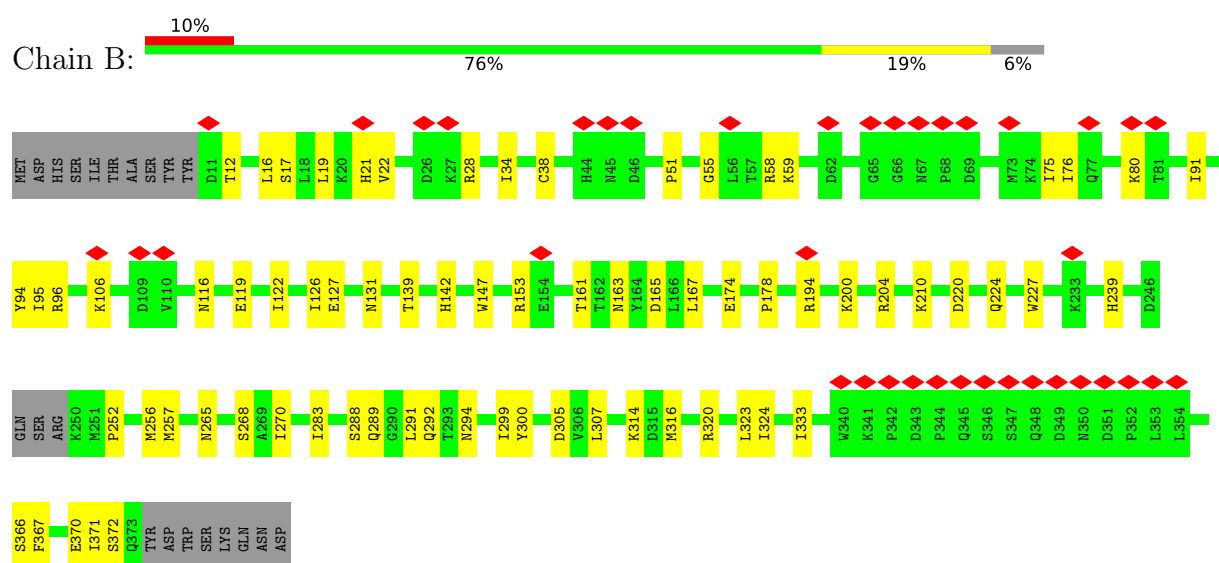 10%
Chain B:
76% 19% 6%
MET ASP HIS SER ILE THR ALA SER TYR TYR D11 T12 L16 S17 L18 L19 K20 H21 V22 D26 K27 R28 I34 C38 H44 N45 D46 P51 G55 L56 T57 R58 K59 D62 G65 G66 N67 P68 D69 M73 K74 I75 I76 Q77 K80 T81 I91
Y94 I95 R96 K106 D109 V110 N116 E119 I122 I126 E127 N131 T139 H142 W147 R153 E154 T161 T162 N163 Y164 D165 L166 L167 E174 P178 R194 K200 R204 K210 D220 Q224 W227 K233 H239 D246
GLN SER ARG K250 M251 P252 M256 M257 N265 S268 A269 I270 I283 S288 Q289 G290 L291 Q292 T293 N294 I299 Y300 D305 V306 L307 K314 D315 M316 R320 L323 I324 I333 W340 K341 P342 D343 P344 Q345 S346 S347 Q348 D349 N350 D351 P352 L353 L354
S366 F367 E370 I371 S372 Q373 TYR ASP TRP SER LYS GLN ASN ASP